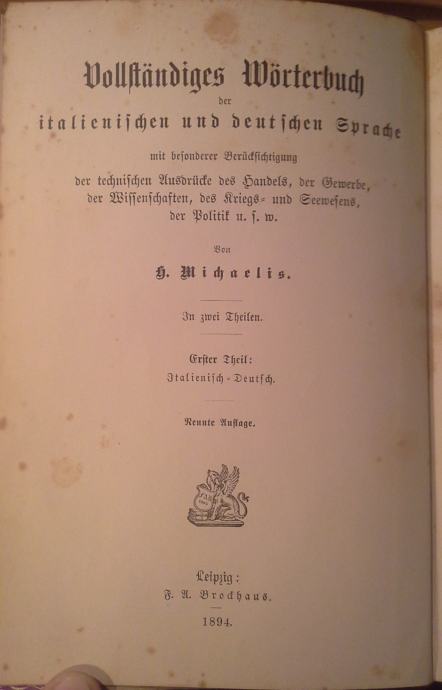 Vollständiges Wörterbuch
der
italienischen und deutschen Sprache
mit besonderer Berücksichtigung
der technischen Ausdrücke des Handels, der Gewerbe,
der Wissenschaften, des Kriegs- und Seewesens,
der Politik u. s. w.
Von
H. Michaelis.
In zwei Theilen.
Erster Theil:
Italienisch-Deutsch.
Neunte Auflage.
Leipzig:
F. A. Brockhaus.
1894.